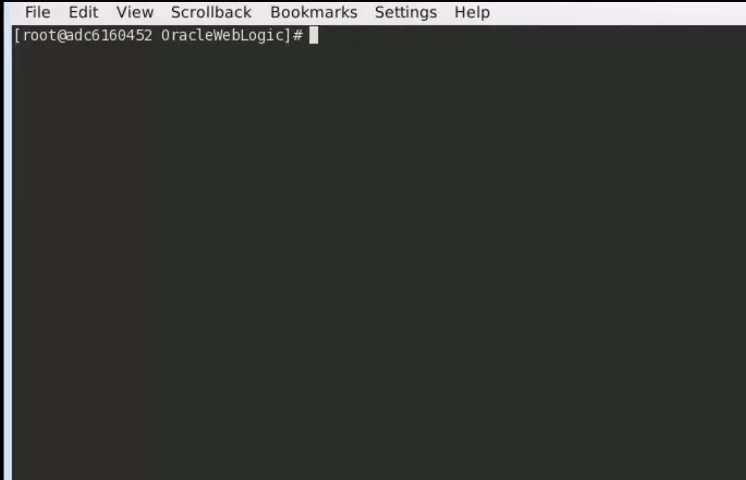 File Edit View Scrollback Bookmarks Settings Help
[root@adc6160452 OracleWebLogic]#